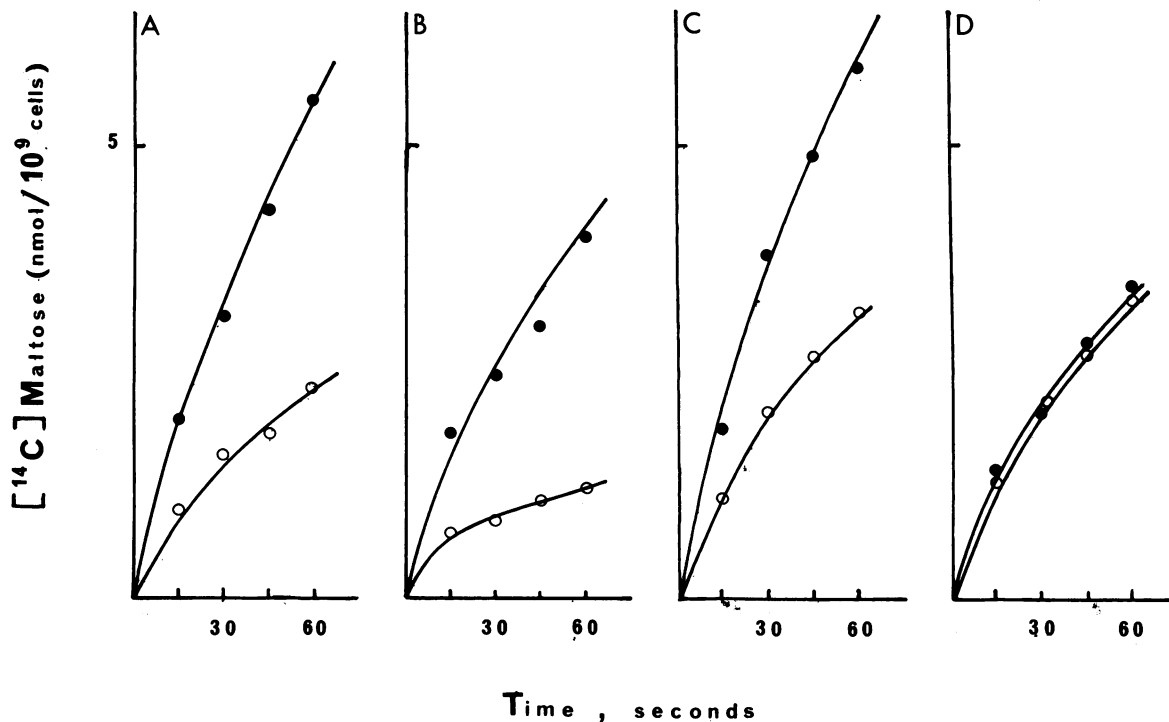 A B C D
5
[¹⁴C] Maltose (nmol/10⁹ cells)
30 60 30 60 30 60 30 60
Time , seconds